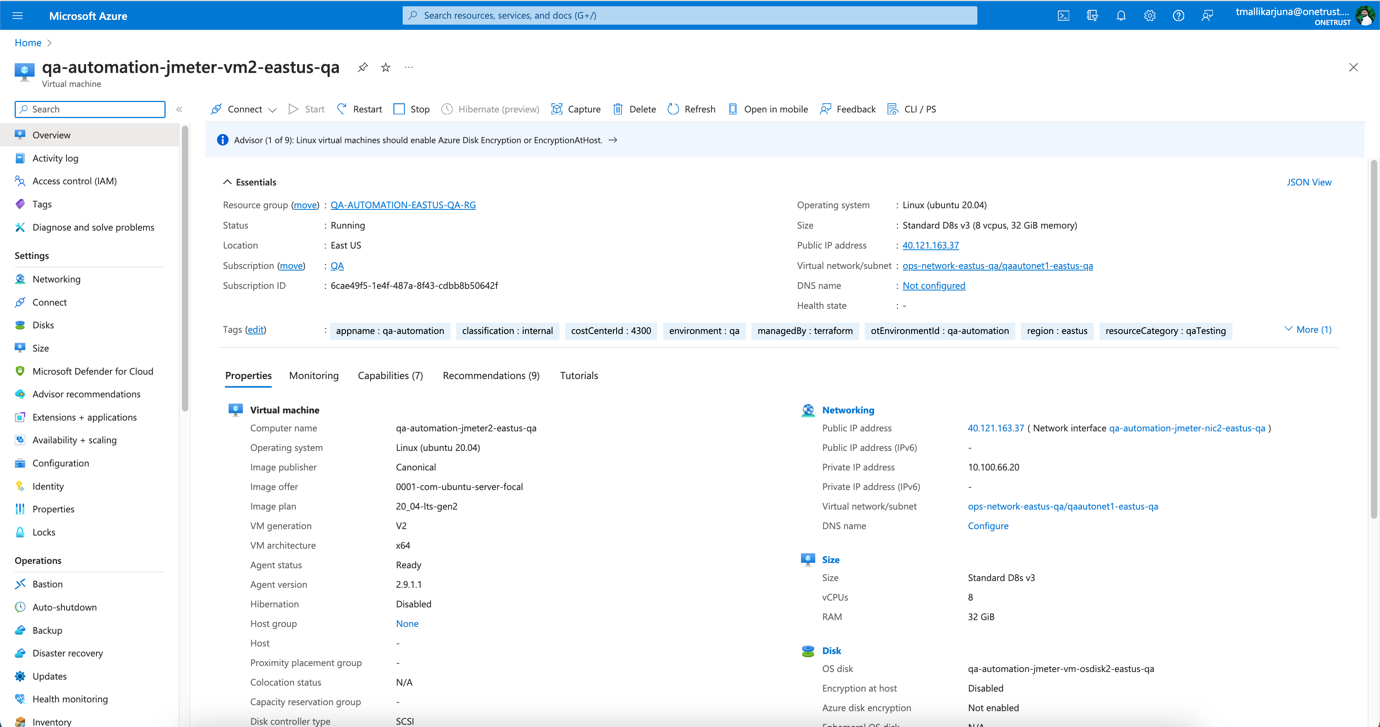 Microsoft Azure
Search resources, services, and docs (G+/)
tmallikarjuna@onetrust....
ONETRUST
Home
qa-automation-jmeter-vm2-eastus-qa
Virtual machine
Search
Connect Start Restart Stop Hibernate (preview) Capture Delete Refresh Open in mobile Feedback CLI / PS
Advisor (1 of 9): Linux virtual machines should enable Azure Disk Encryption or EncryptionAtHost.
Overview
Activity log
Access control (IAM)
Tags
Diagnose and solve problems
Settings
Networking
Connect
Disks
Size
Microsoft Defender for Cloud
Advisor recommendations
Extensions + applications
Availability + scaling
Configuration
Identity
Properties
Locks
Operations
Bastion
Auto-shutdown
Backup
Disaster recovery
Updates
Health monitoring
Inventory
Essentials
JSON View
Resource group (move) : QA-AUTOMATION-EASTUS-QA-RG
Status : Running
Location : East US
Subscription (move) : QA
Subscription ID : 6cae49f5-1e4f-487a-8f43-cdbb8b50642f
Operating system : Linux (ubuntu 20.04)
Size : Standard D8s v3 (8 vcpus, 32 GiB memory)
Public IP address : 40.121.163.37
Virtual network/subnet : ops-network-eastus-qa/qaautonet1-eastus-qa
DNS name : Not configured
Health state : -
Tags (edit) : appname : qa-automation classification : internal costCenterId : 4300 environment : qa managedBy : terraform otEnvironmentId : qa-automation region : eastus resourceCategory : qaTesting More (1)
Properties Monitoring Capabilities (7) Recommendations (9) Tutorials
Virtual machine
Computer name qa-automation-jmeter2-eastus-qa
Operating system Linux (ubuntu 20.04)
Image publisher Canonical
Image offer 0001-com-ubuntu-server-focal
Image plan 20_04-lts-gen2
VM generation V2
VM architecture x64
Agent status Ready
Agent version 2.9.1.1
Hibernation Disabled
Host group None
Host -
Proximity placement group -
Colocation status N/A
Capacity reservation group -
Disk controller type SCSI
Networking
Public IP address 40.121.163.37 ( Network interface qa-automation-jmeter-nic2-eastus-qa )
Public IP address (IPv6) -
Private IP address 10.100.66.20
Private IP address (IPv6) -
Virtual network/subnet ops-network-eastus-qa/qaautonet1-eastus-qa
DNS name Configure
Size
Size Standard D8s v3
vCPUs 8
RAM 32 GiB
Disk
OS disk qa-automation-jmeter-vm-osdisk2-eastus-qa
Encryption at host Disabled
Azure disk encryption Not enabled
Ephemeral OS disk N/A